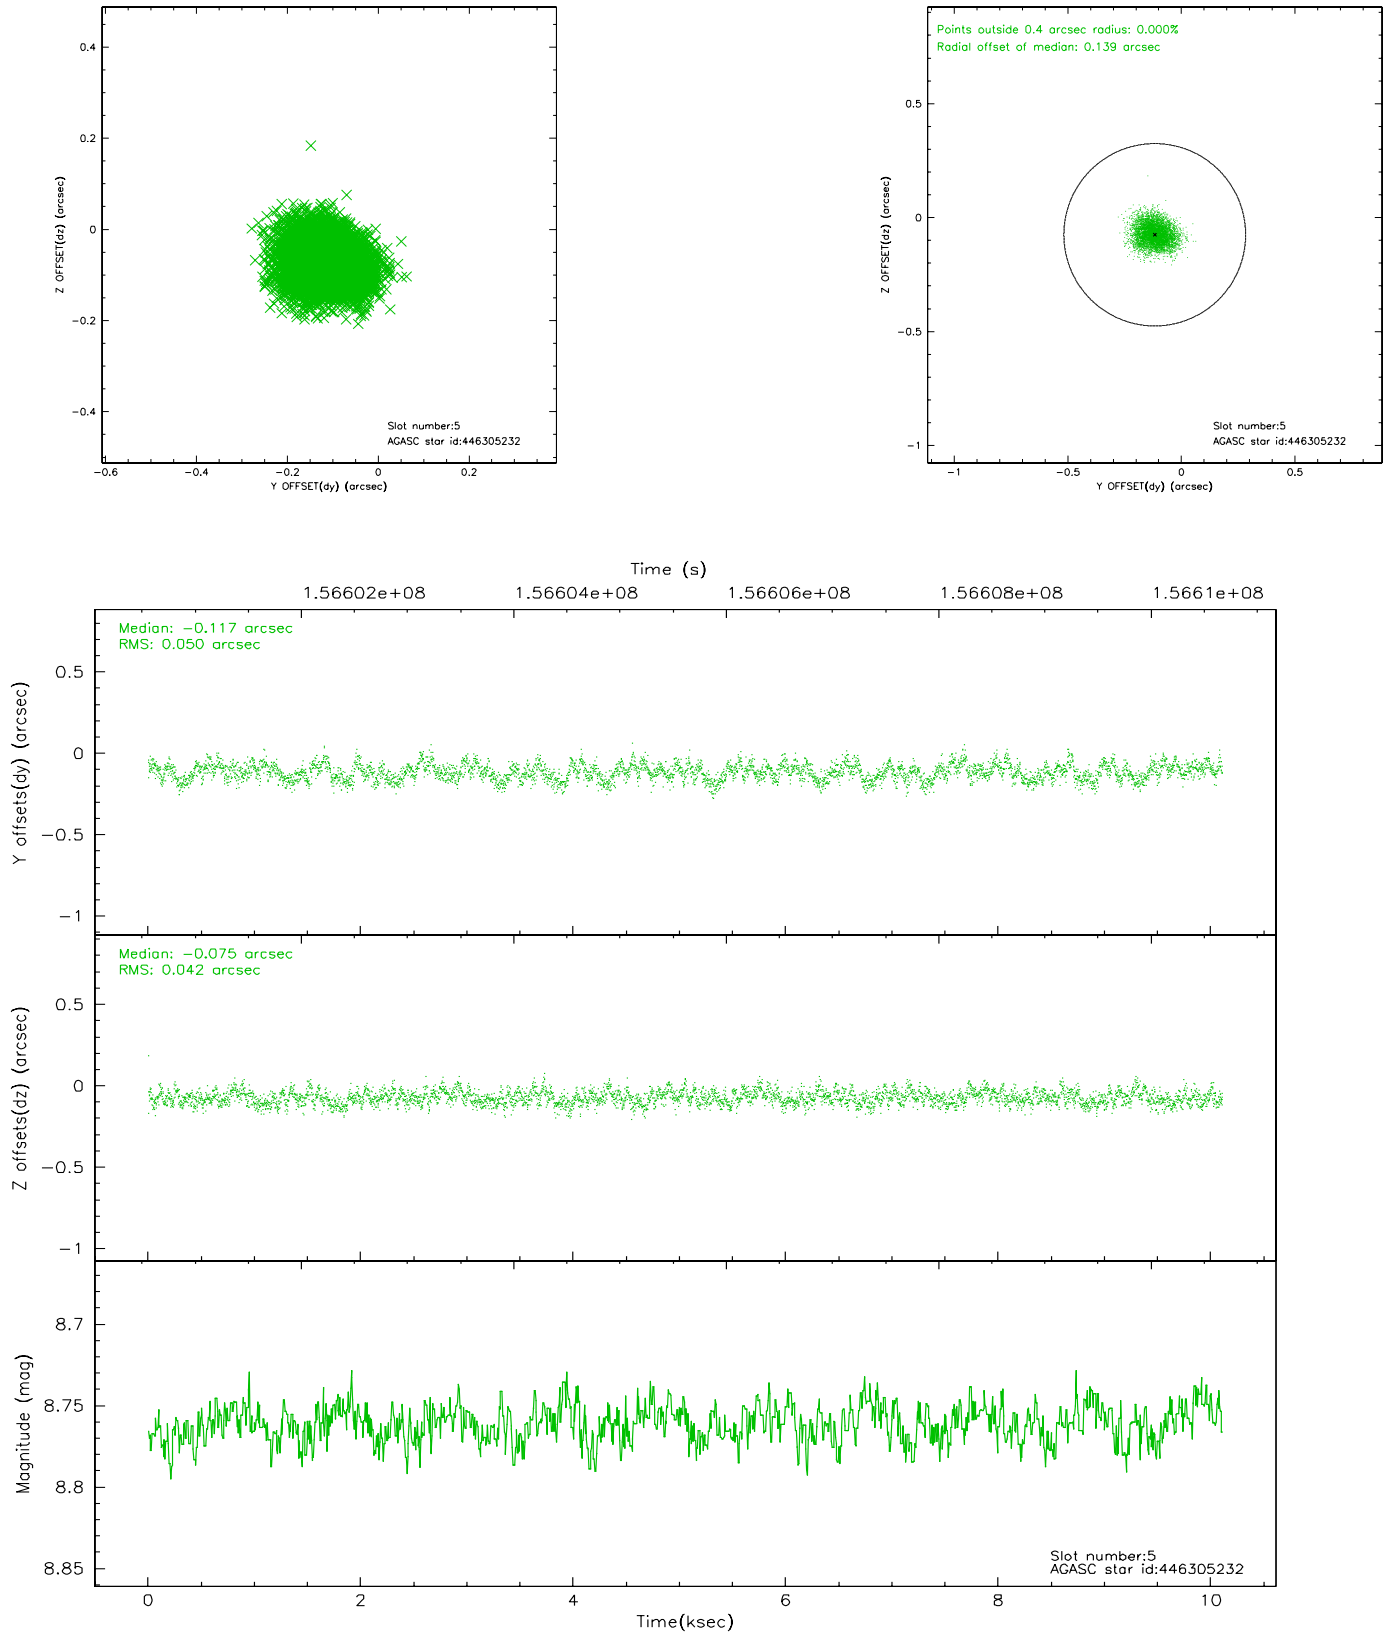 0.4
0.2
0
-0.2
-0.4
Z OFFSET(dz) (arcsec)
Slot number:5
AGASC star id:446305232
-0.6 -0.4 -0.2 0 0.2
Y OFFSET(dy) (arcsec)
Points outside 0.4 arcsec radius: 0.000%
Radial offset of median: 0.139 arcsec
0.5
0
-0.5
-1
Z OFFSET(dz) (arcsec)
Slot number:5
AGASC star id:446305232
-1 -0.5 0 0.5
Y OFFSET(dy) (arcsec)
Time (s)
1.56602e+08 1.56604e+08 1.56606e+08 1.56608e+08 1.5661e+08
Median: -0.117 arcsec
RMS: 0.050 arcsec
0.5
0
-0.5
-1
Y offsets(dy) (arcsec)
Median: -0.075 arcsec
RMS: 0.042 arcsec
0.5
0
-0.5
-1
Z offsets(dz) (arcsec)
8.7
8.75
8.8
8.85
Magnitude (mag)
Slot number:5
AGASC star id:446305232
0 2 4 6 8 10
Time(ksec)